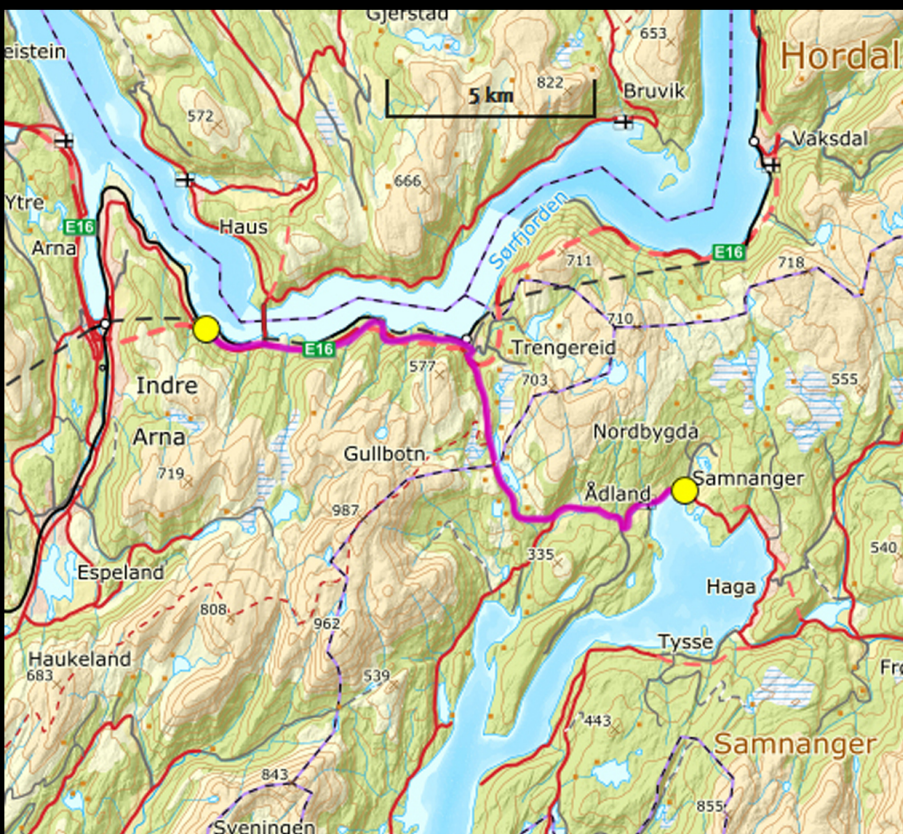 Gjerstad
eistein
653
Hordal
822
5 km
Bruvik
572
Vaksdal
666
Ytre
Arna
E16
Haus
Sørfjorden
E16
711
718
710
E16
Trengereid
577
703
555
Indre
Arna
Nordbygda
Gullbotn
719
Samnanger
Ådland
987
335
540
Espeland
Haga
808
962
Tysse
Haukeland
683
539
Frø
443
Samnanger
843
855
Sveningen